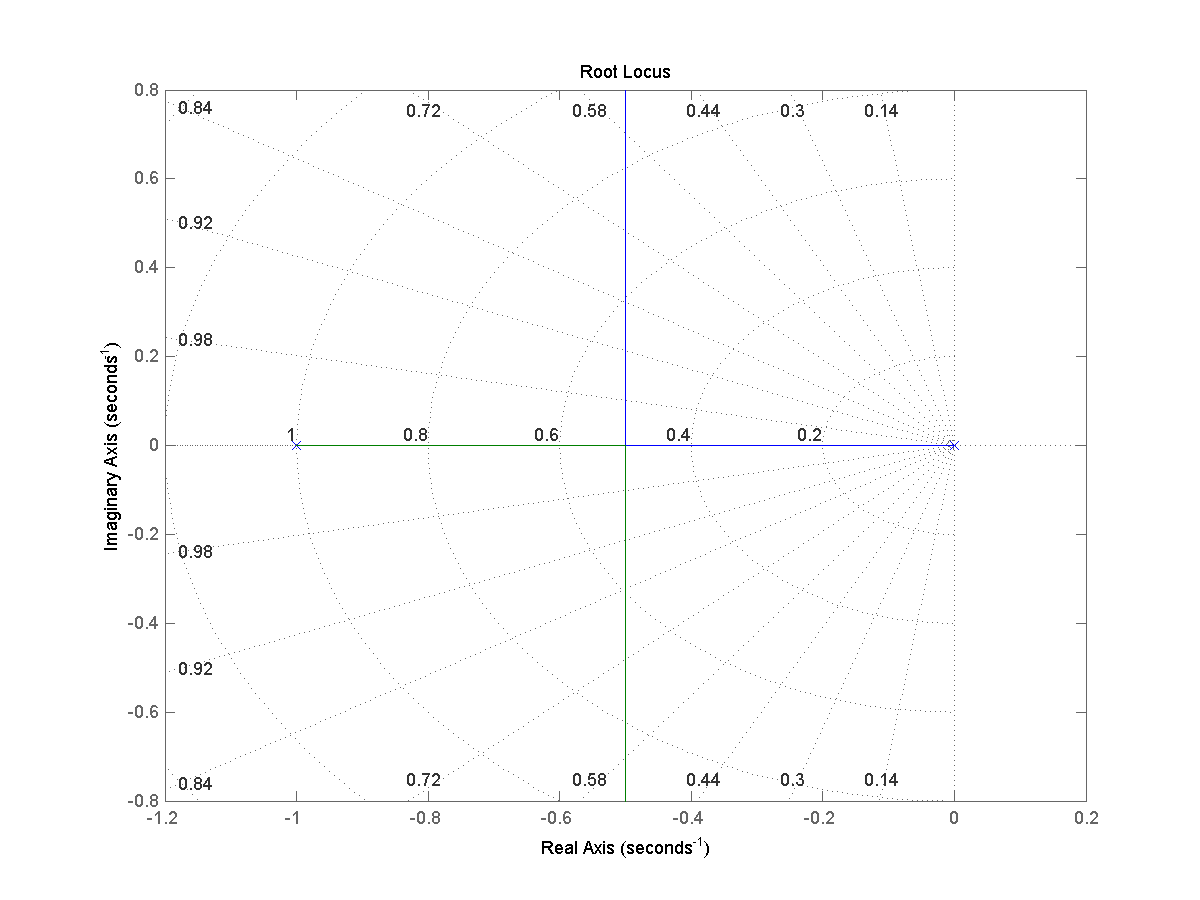 Root Locus
0.8
0.84 0.72 0.58 0.44 0.3 0.14
0.6
0.92
0.4
0.98
0.2
1 0.8 0.6 0.4 0.2
0
-0.2
0.98
-0.4
0.92
-0.6
0.84 0.72 0.58 0.44 0.3 0.14
-0.8
-1.2 -1 -0.8 -0.6 -0.4 -0.2 0 0.2
Real Axis (seconds-1)
Imaginary Axis (seconds1)